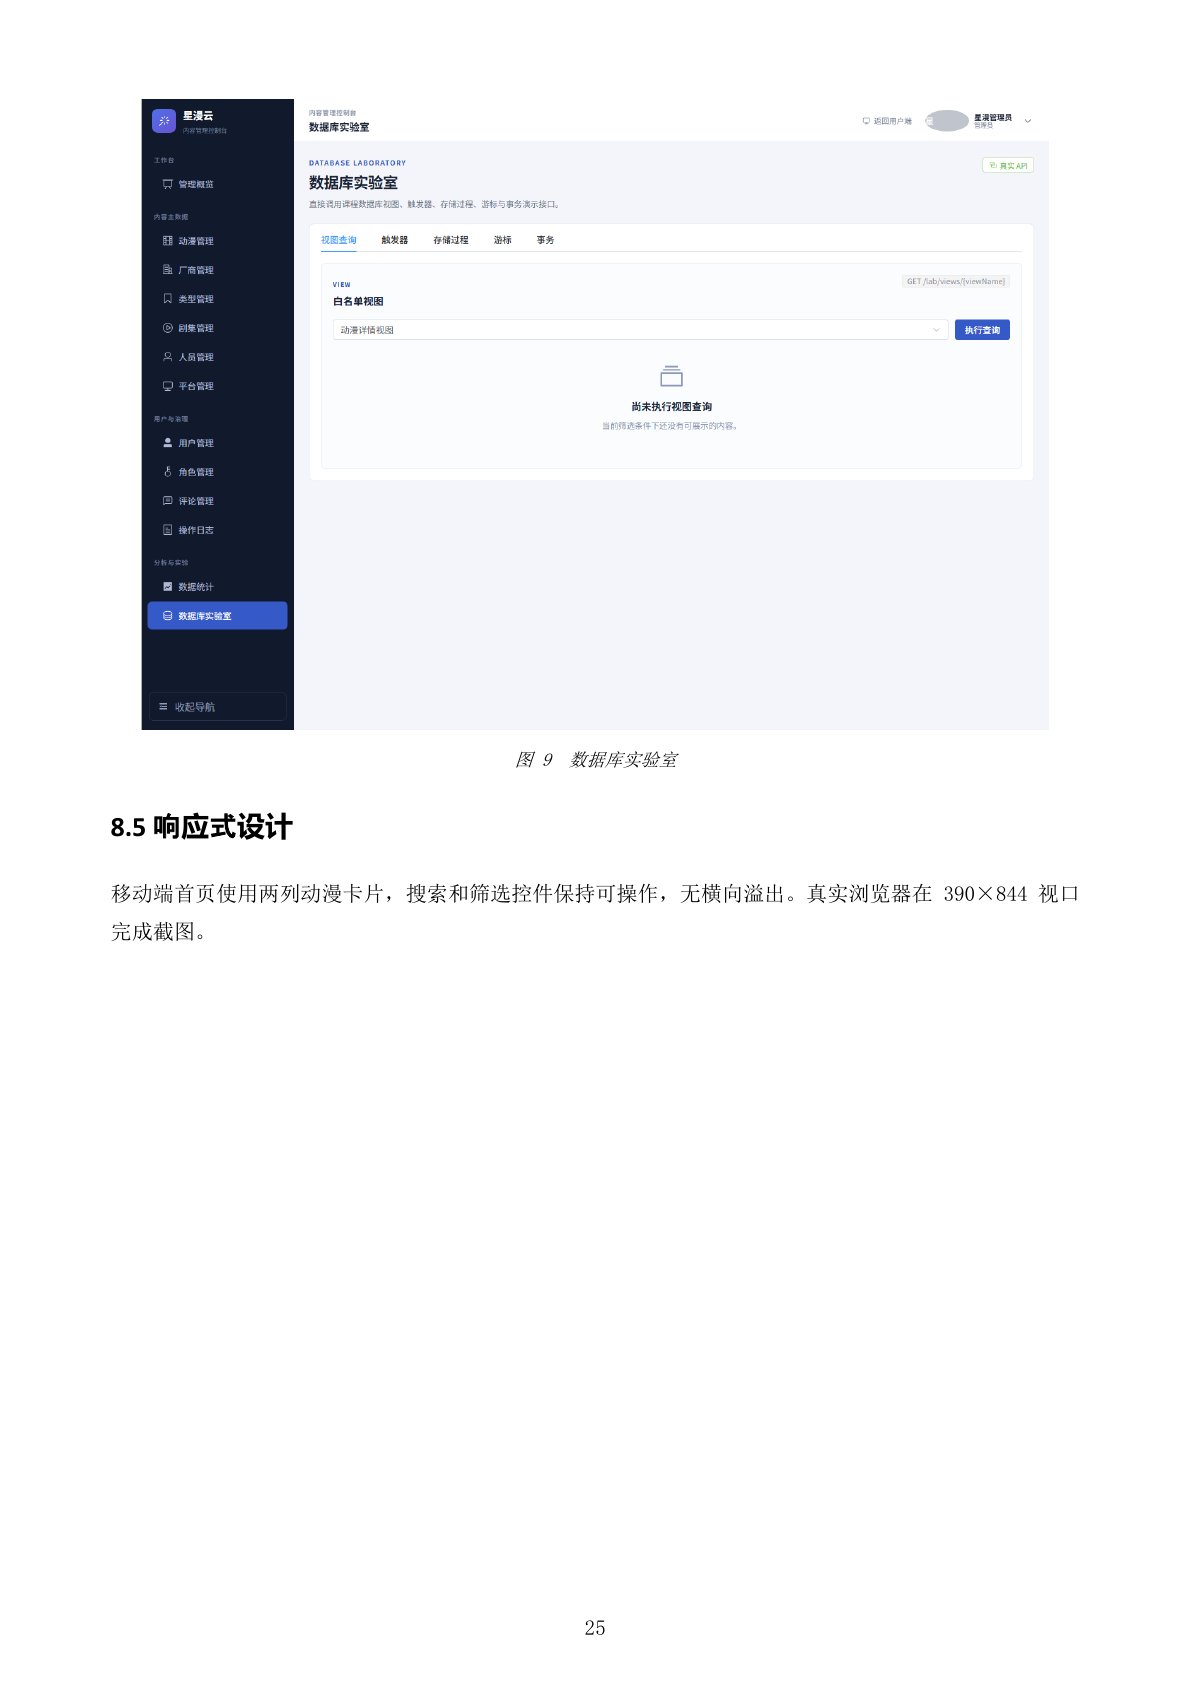 星漫云
内容管理控制台
工作台
管理概览
内容主数据
动漫管理
厂商管理
类型管理
剧集管理
人员管理
平台管理
用户与治理
用户管理
角色管理
评论管理
操作日志
分析与实验
数据统计
数据库实验室
收起导航
内容管理控制台
数据库实验室
返回用户端
星
星漫管理员
管理员
DATABASE LABORATORY
数据库实验室
直接调用课程数据库视图、触发器、存储过程、游标与事务演示接口。
真实 API
视图查询 触发器 存储过程 游标 事务
VIEW
GET /lab/views/{viewName}
白名单视图
动漫详情视图
执行查询
尚未执行视图查询
当前筛选条件下还没有可展示的内容。
图 9 数据库实验室
8.5 响应式设计
移动端首页使用两列动漫卡片，搜索和筛选控件保持可操作，无横向溢出。真实浏览器在 390×844 视口
完成截图。
25